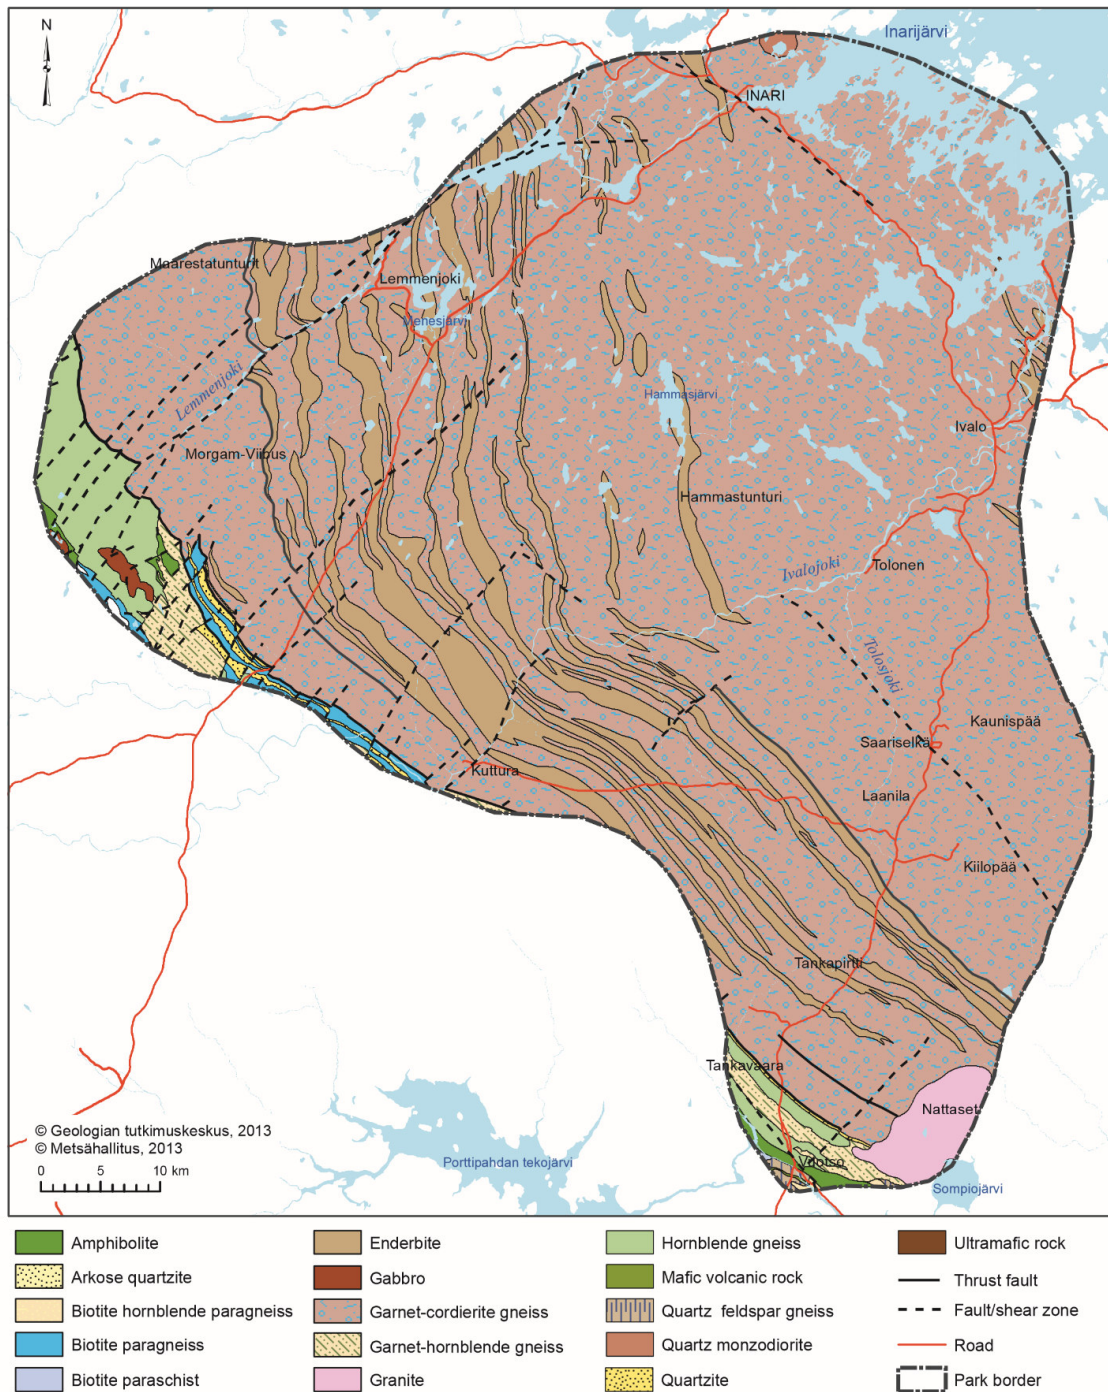 N
Inarijärvi
INARI
Maarestatunturit
Lemmenjoki
Menesjärvi
Lemmenjoki
Hammasjärvi
Ivalo
Morgam-Viibus
Hammastunturi
Ivalojoki
Tolonen
Tolosjoki
Kaunispää
Saariselkä
Kuttura
Laanila
Kiilopää
Tankapirtti
Tankavaara
Nattaset
© Geologian tutkimuskeskus, 2013
© Metsähallitus, 2013
0 5 10 km
Porttipahdan tekojärvi
Vuotso
Sompiojärvi
Amphibolite
Arkose quartzite
Biotite hornblende paragneiss
Biotite paragneiss
Biotite paraschist
Enderbite
Gabbro
Garnet-cordierite gneiss
Garnet-hornblende gneiss
Granite
Hornblende gneiss
Mafic volcanic rock
Quartz feldspar gneiss
Quartz monzodiorite
Quartzite
Ultramafic rock
Thrust fault
Fault/shear zone
Road
Park border